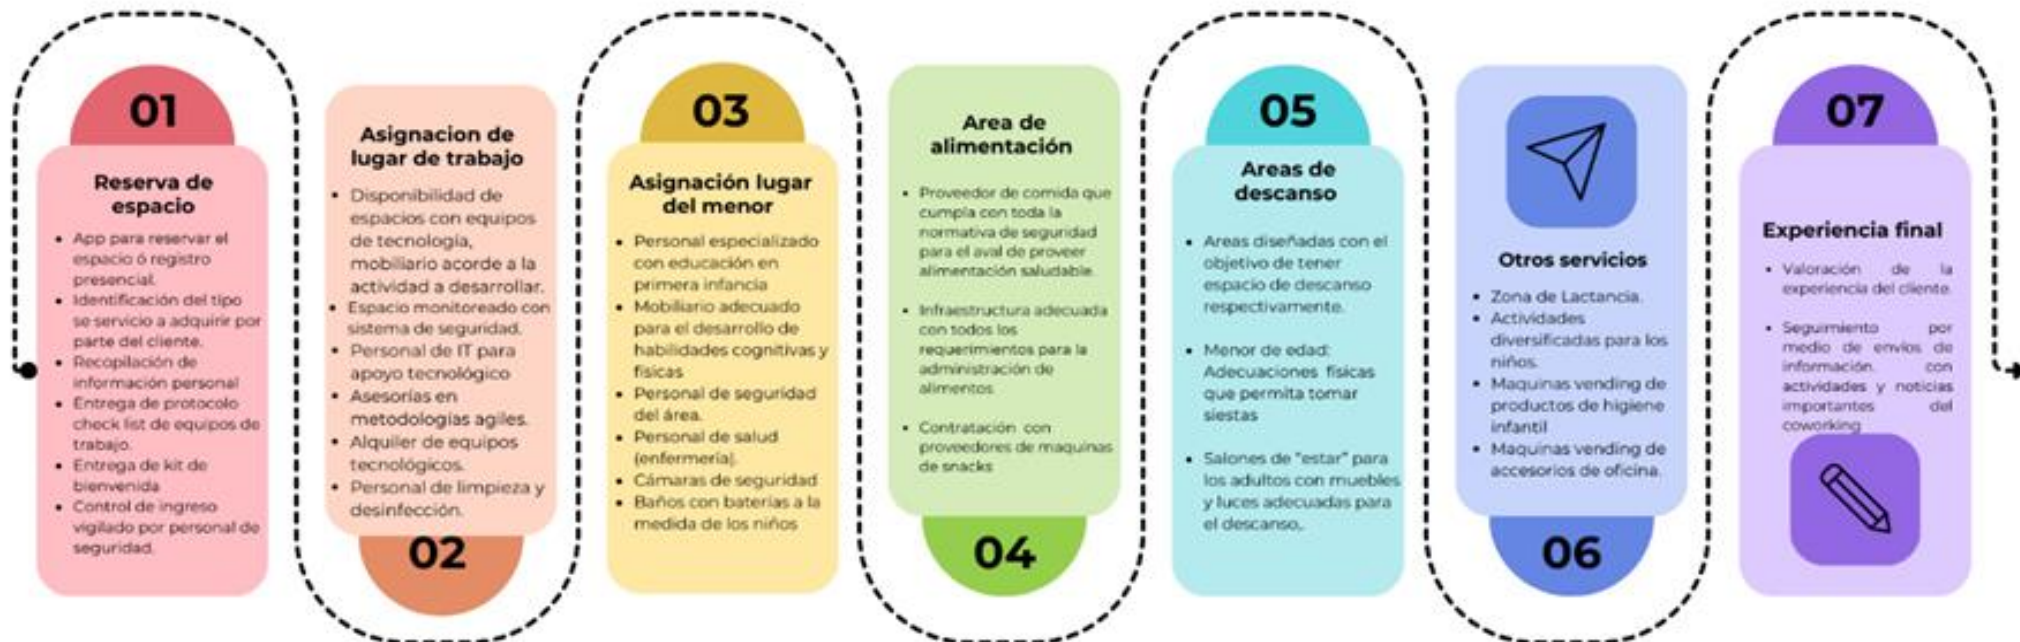 01
Reserva de
espacio
• App para reservar el
espacio ó registro
presencial.
• Identificación del tipo
se servicio a adquirir por
parte del cliente.
• Recopilación de
información personal
• Entrega de protocolo
check list de equipos de
trabajo.
• Entrega de kit de
bienvenida
• Control de ingreso
vigilado por personal de
seguridad.
Asignacion de
lugar de trabajo
• Disponibilidad de
espacios con equipos
de tecnología,
mobiliario acorde a la
actividad a desarrollar.
• Espacio monitoreado con
sistema de seguridad.
• Personal de IT para
apoyo tecnológico
• Asesorías en
metodologías agiles.
• Alquiler de equipos
tecnológicos.
• Personal de limpieza y
desinfección.
02
03
Asignación lugar
del menor
• Personal especializado
con educación en
primera infancia
• Mobiliario adecuado
para el desarrollo de
habilidades cognitivas y
físicas
• Personal de seguridad
del área.
• Personal de salud
(enfermería).
• Cámaras de seguridad
• Baños con baterías a la
medida de los niños
Area de
alimentación
• Proveedor de comida que
cumpla con toda la
normativa de seguridad
para el aval de proveer
alimentación saludable.
• Infraestructura adecuada
con todos los
requerimientos para la
administración de
alimentos
• Contratación con
proveedores de maquinas
de snacks
04
05
Areas de
descanso
• Areas diseñadas con el
objetivo de tener
espacio de descanso
respectivamente.
• Menor de edad:
Adecuaciones físicas
que permita tomar
siestas
• Salones de "estar" para
los adultos con muebles
y luces adecuadas para
el descanso,.
Otros servicios
• Zona de Lactancia.
• Actividades
diversificadas para los
niños.
• Maquinas vending de
productos de higiene
infantil
• Maquinas vending de
accesorios de oficina.
06
07
Experiencia final
• Valoración de la
experiencia del cliente.
• Seguimiento por
medio de envíos de
información. con
actividades y noticias
importantes del
coworking